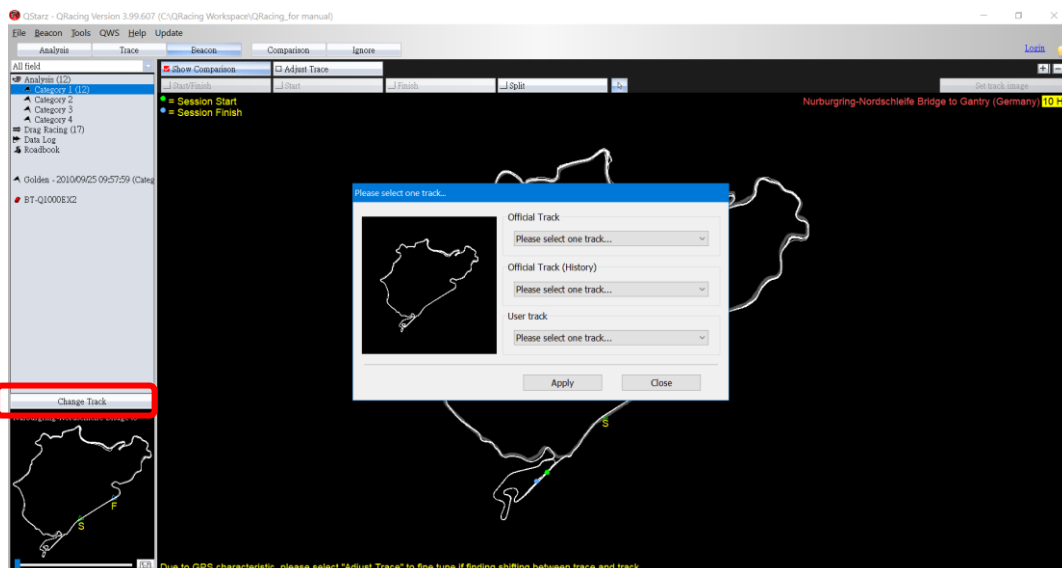 QStarz - QRacing Version 3.99.607 (C:\QRacing Workspace\QRacing_for manual)
File Beacon Tools QWS Help Update
Analysis Trace Beacon Comparison Ignore Login
All field
Show Comparison Adjust Trace
Start/Finish Start Finish Split Set track image
Analysis (12)
Category 1 (12)
Category 2
Category 3
Category 4
Drag Racing (17)
Data Log
Roadbook
Golden - 2010/09/25 09:57:59 (Categ
BT-Q1000EX2
= Session Start
= Session Finish
Nurburgring-Nordschleife Bridge to Gantry (Germany) 10 H
Please select one track...
Official Track
Please select one track...
Official Track (History)
Please select one track...
User track
Please select one track...
Apply Close
Change Track
S
F
S
Due to GPS characteristic, please select "Adjust Trace" to fine tune if finding shifting between trace and track